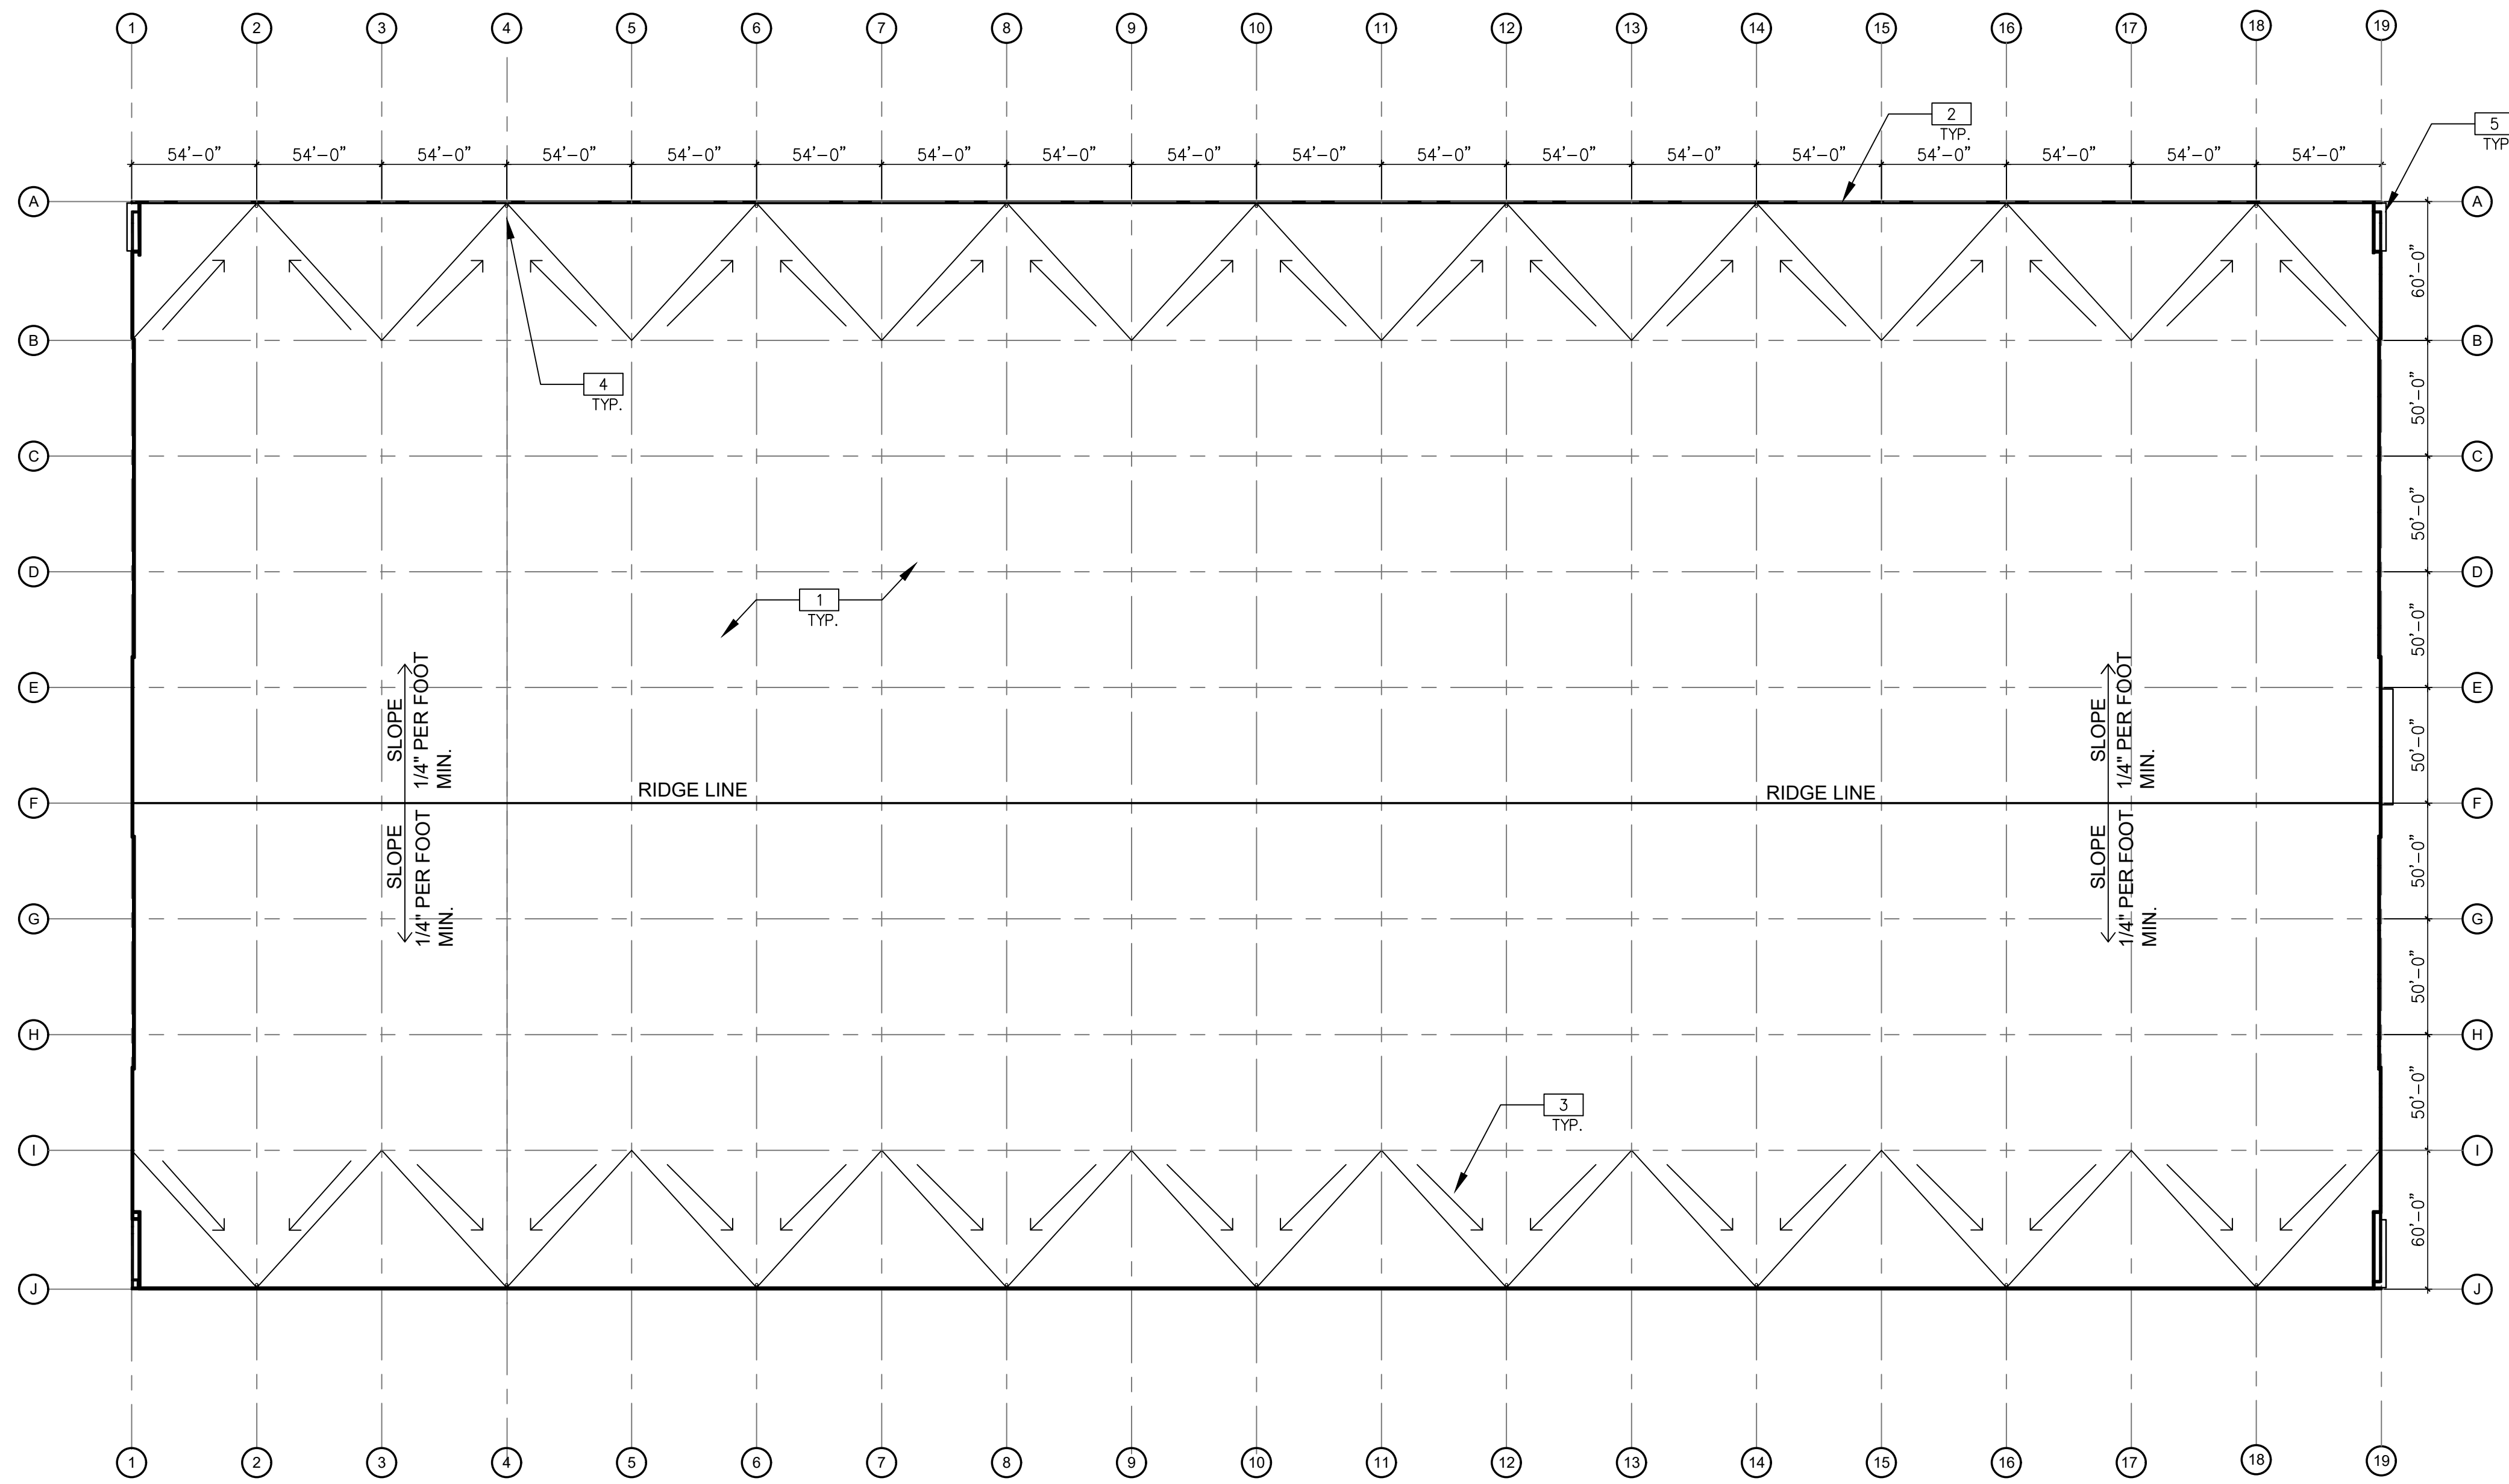 1 2 3 4 5 6 7 8 9 10 11 12 13 14 15 16 17 18 19
2
TYP.
5
TYP
54'-0" 54'-0" 54'-0" 54'-0" 54'-0" 54'-0" 54'-0" 54'-0" 54'-0" 54'-0" 54'-0" 54'-0" 54'-0" 54'-0" 54'-0" 54'-0" 54'-0" 54'-0"
A A
60'-0"
B B
4
TYP.
50'-0"
C C
50'-0"
D D
1
TYP.
50'-0"
E E
SLOPE
1/4" PER FOOT
MIN.
SLOPE
1/4" PER FOOT
MIN.
50'-0"
RIDGE LINE
RIDGE LINE
F F
SLOPE
1/4" PER FOOT
MIN.
SLOPE
1/4" PER FOOT
MIN.
50'-0"
G G
50'-0"
H H
50'-0"
3
TYP.
I I
60'-0"
J J
1 2 3 4 5 6 7 8 9 10 11 12 13 14 15 16 17 18 19